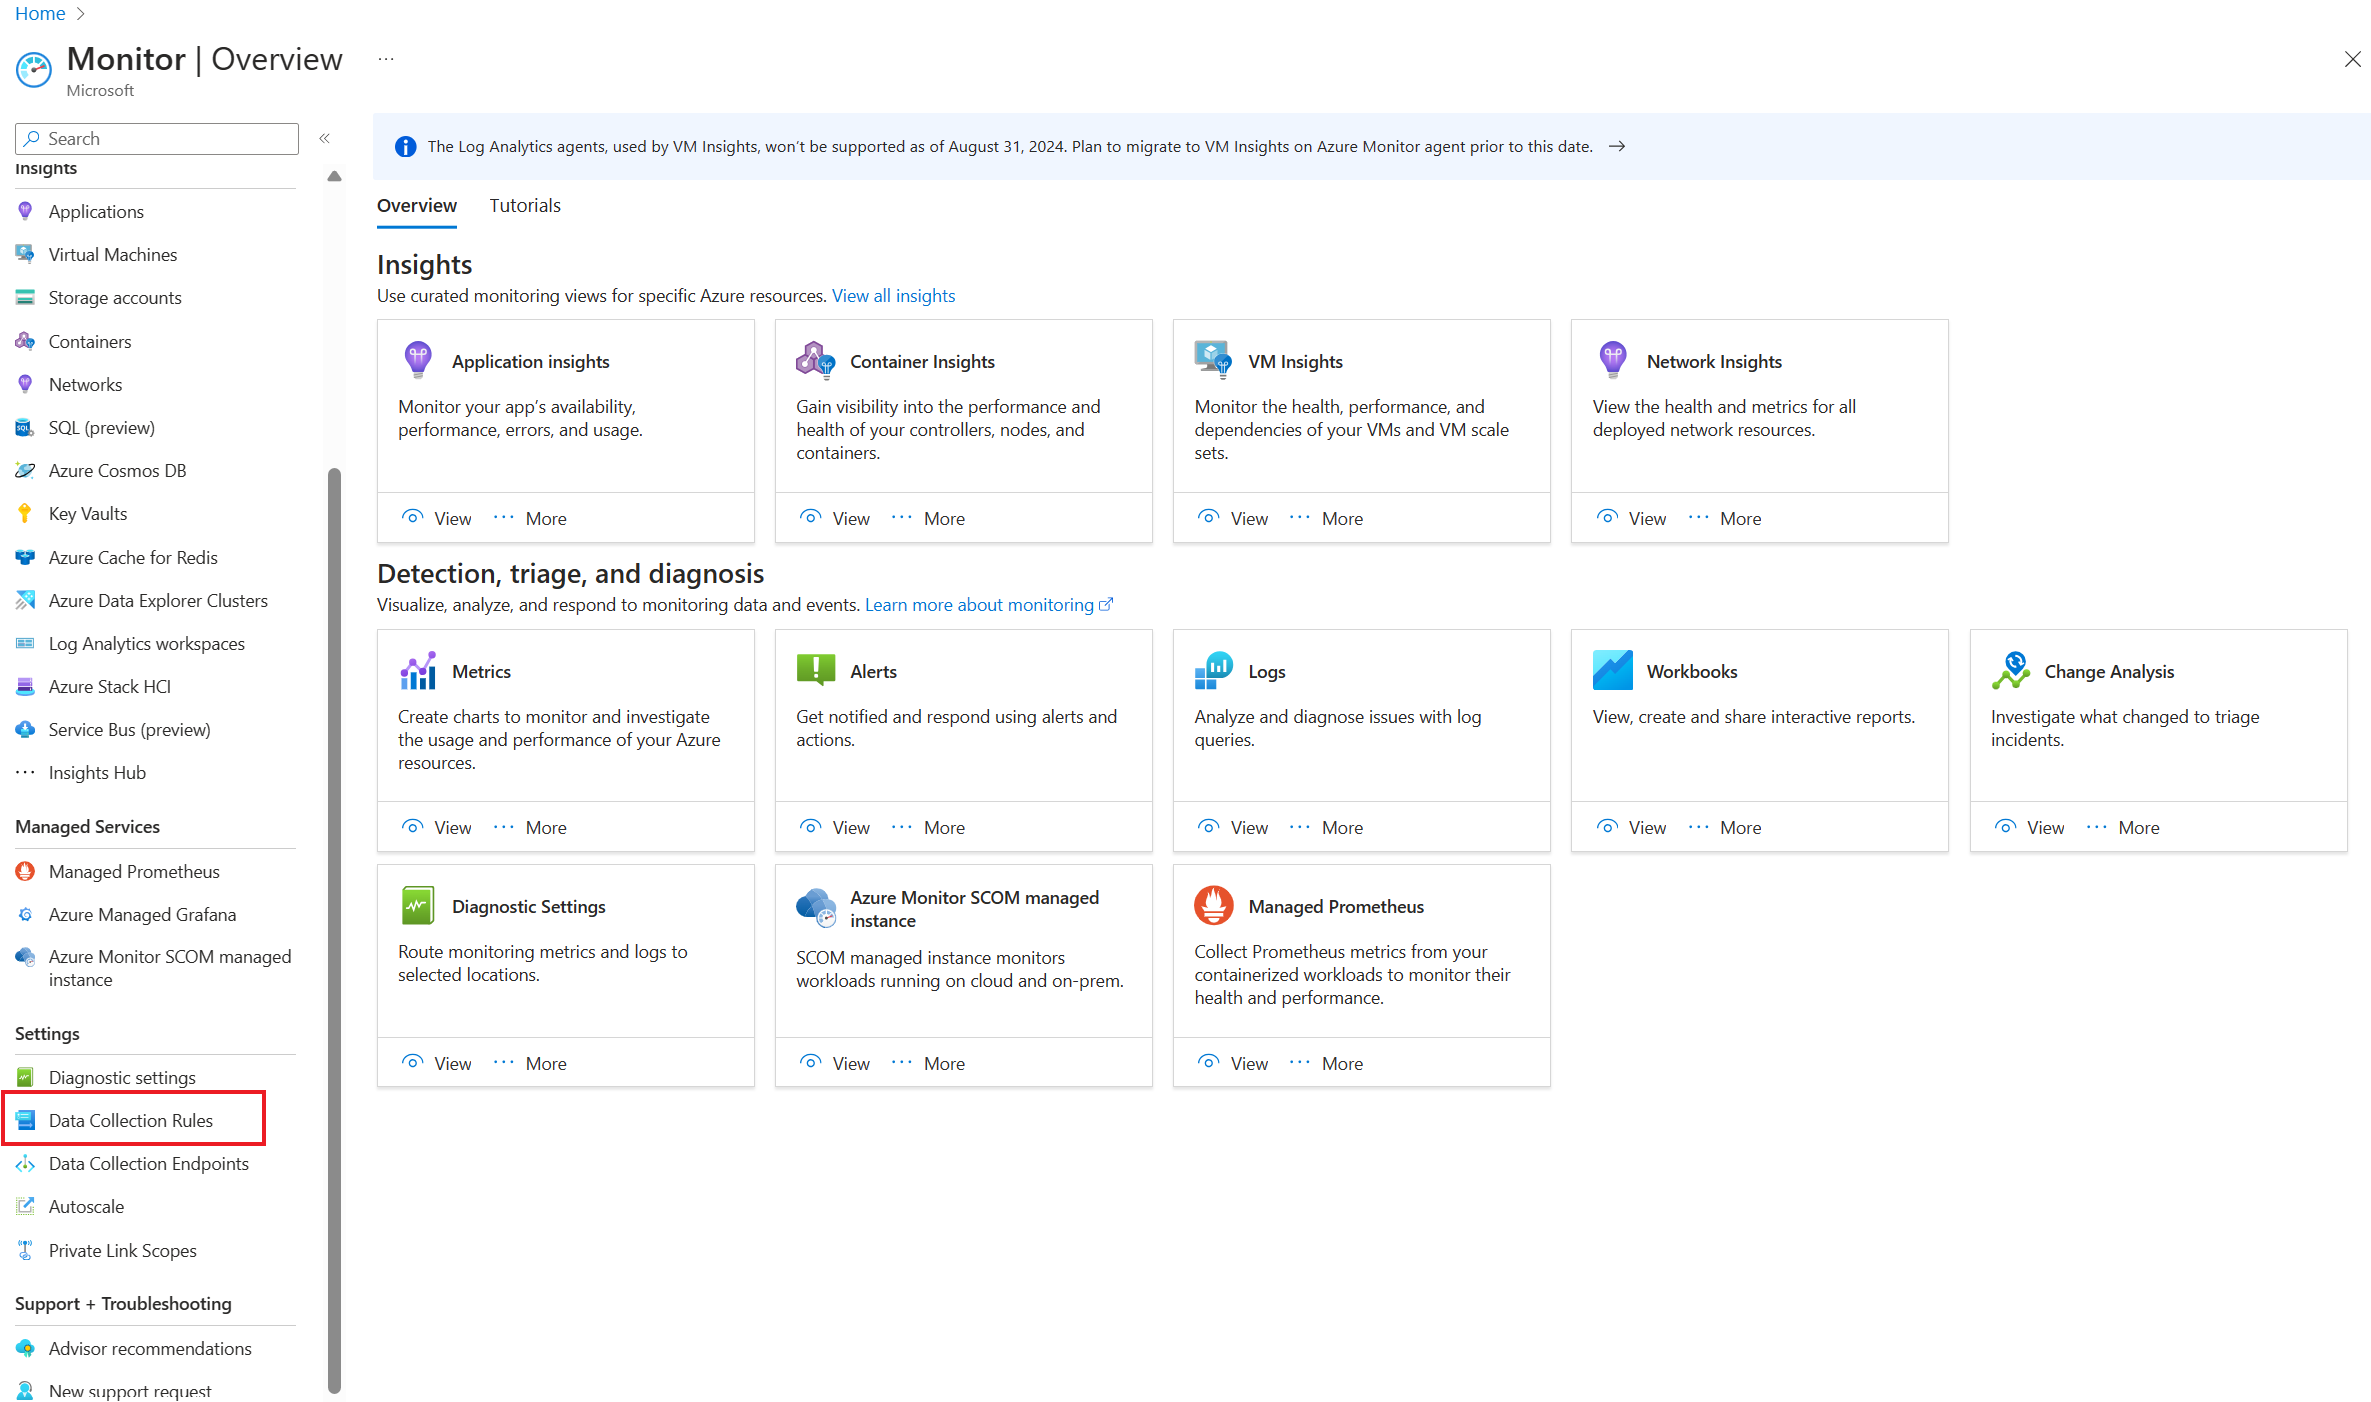 Home
Monitor | Overview
...
Microsoft
Search
«
Insights
Applications
Virtual Machines
Storage accounts
Containers
Networks
SQL (preview)
Azure Cosmos DB
Key Vaults
Azure Cache for Redis
Azure Data Explorer Clusters
Log Analytics workspaces
Azure Stack HCI
Service Bus (preview)
Insights Hub
Managed Services
Managed Prometheus
Azure Managed Grafana
Azure Monitor SCOM managed
instance
Settings
Diagnostic settings
Data Collection Rules
Data Collection Endpoints
Autoscale
Private Link Scopes
Support + Troubleshooting
Advisor recommendations
New support request
The Log Analytics agents, used by VM Insights, won't be supported as of August 31, 2024. Plan to migrate to VM Insights on Azure Monitor agent prior to this date. →
Overview Tutorials
Insights
Use curated monitoring views for specific Azure resources. View all insights
Application insights
Monitor your app's availability,
performance, errors, and usage.
View ... More
Container Insights
Gain visibility into the performance and
health of your controllers, nodes, and
containers.
View ... More
VM Insights
Monitor the health, performance, and
dependencies of your VMs and VM scale
sets.
View ... More
Network Insights
View the health and metrics for all
deployed network resources.
View ... More
Detection, triage, and diagnosis
Visualize, analyze, and respond to monitoring data and events. Learn more about monitoring
Metrics
Create charts to monitor and investigate
the usage and performance of your Azure
resources.
View ... More
Alerts
Get notified and respond using alerts and
actions.
View ... More
Logs
Analyze and diagnose issues with log
queries.
View ... More
Workbooks
View, create and share interactive reports.
View ... More
Change Analysis
Investigate what changed to triage
incidents.
View ... More
Diagnostic Settings
Route monitoring metrics and logs to
selected locations.
View ... More
Azure Monitor SCOM managed
instance
SCOM managed instance monitors
workloads running on cloud and on-prem.
View ... More
Managed Prometheus
Collect Prometheus metrics from your
containerized workloads to monitor their
health and performance.
View ... More